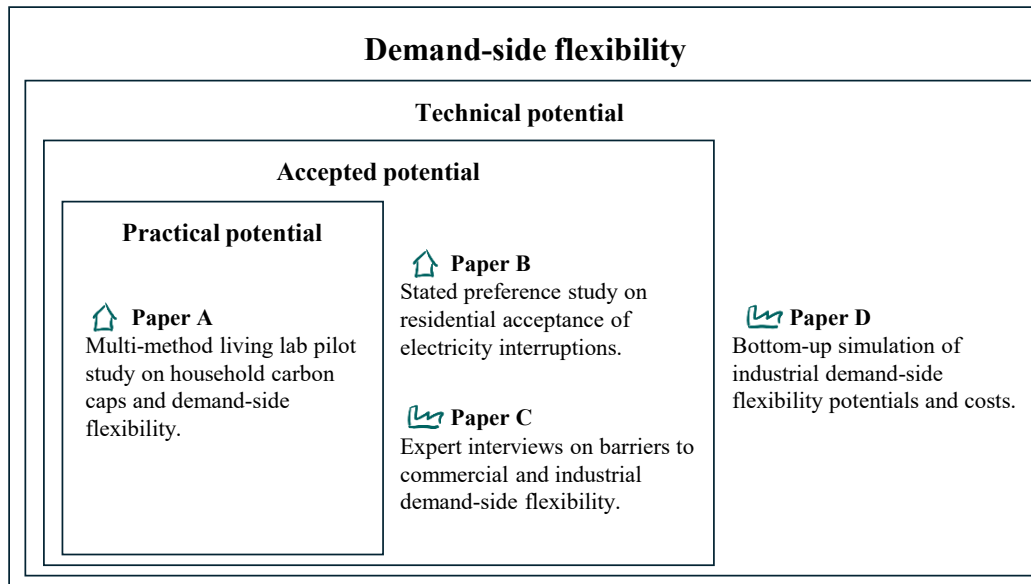 Demand-side flexibility
Technical potential
Accepted potential
Practical potential
Paper A
Multi-method living lab pilot
study on household carbon
caps and demand-side
flexibility.
Paper B
Stated preference study on
residential acceptance of
electricity interruptions.
Paper C
Expert interviews on barriers to
commercial and industrial
demand-side flexibility.
Paper D
Bottom-up simulation of
industrial demand-side
flexibility potentials and costs.